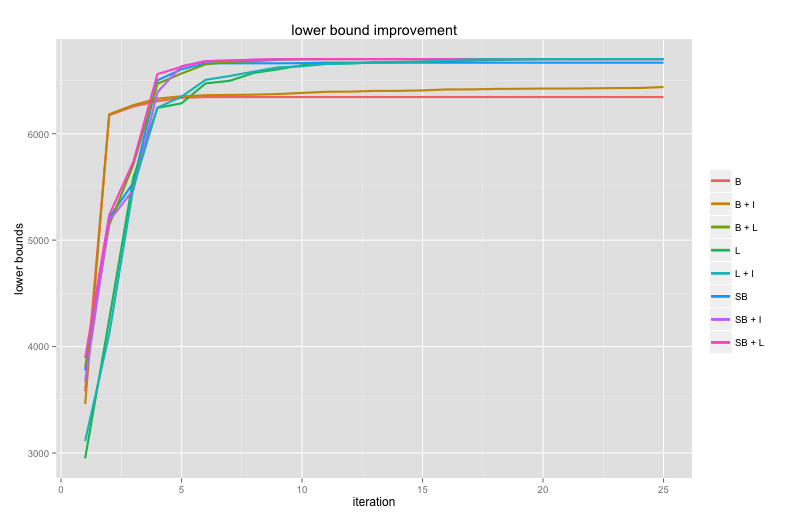 lower bound improvement
lower bounds
6000
5000
4000
3000
0
5
10
15
20
25
iteration
B
B + I
B + L
L
L + I
SB
SB + I
SB + L